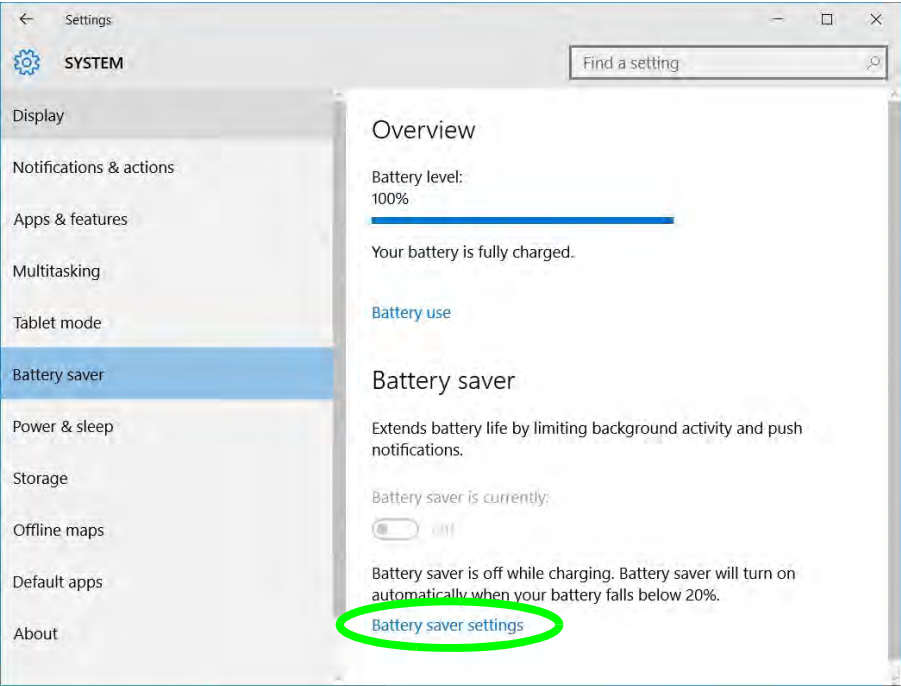 Settings
SYSTEM
Find a setting
Display
Notifications & actions
Apps & features
Multitasking
Tablet mode
Battery saver
Power & sleep
Storage
Offline maps
Default apps
About
Overview
Battery level:
100%
Your battery is fully charged.
Battery use
Battery saver
Extends battery life by limiting background activity and push
notifications.
Battery saver is currently:
Off
Battery saver is off while charging. Battery saver will turn on
automatically when your battery falls below 20%.
Battery saver settings